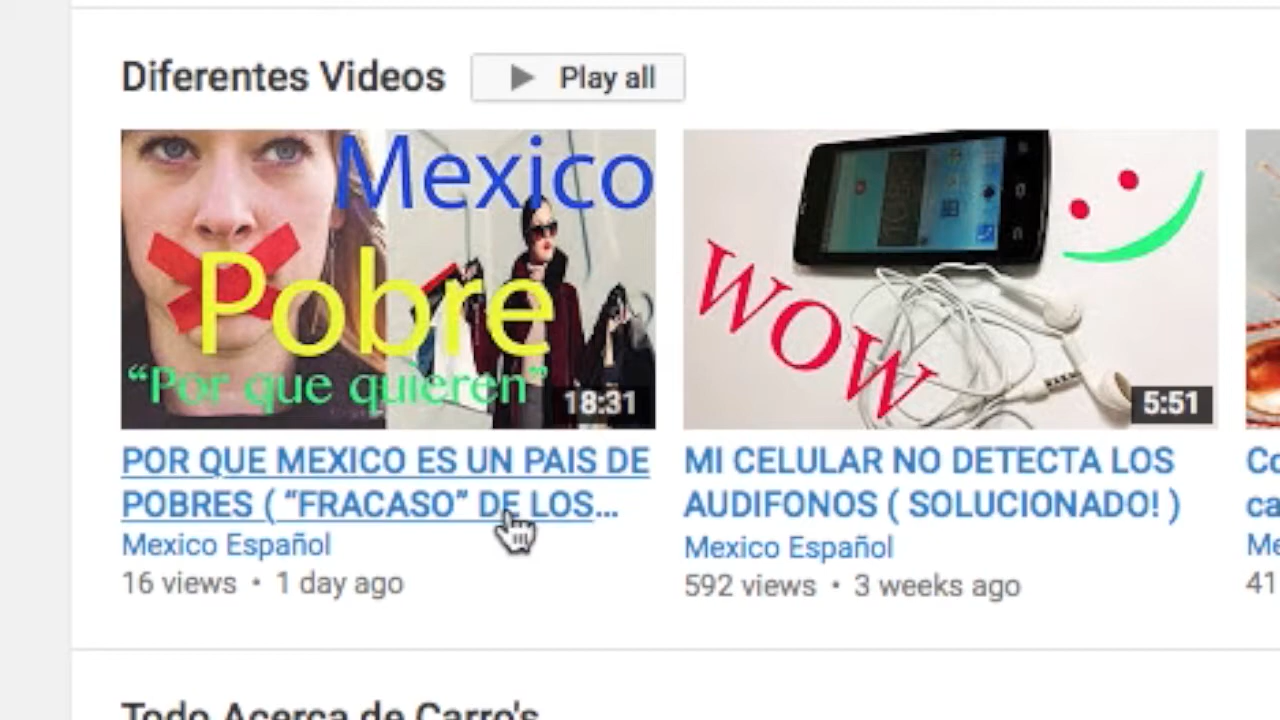 Diferentes Videos
Play all
Mexico
Pobre
“Por que quieren”
18:31
WOW
5:51
POR QUE MEXICO ES UN PAIS DE
POBRES ( “FRACASO” DE LOS...
Mexico Español
16 views • 1 day ago
MI CELULAR NO DETECTA LOS
AUDIFONOS ( SOLUCIONADO! )
Mexico Español
592 views • 3 weeks ago
41
Todo Acerca de Carro's